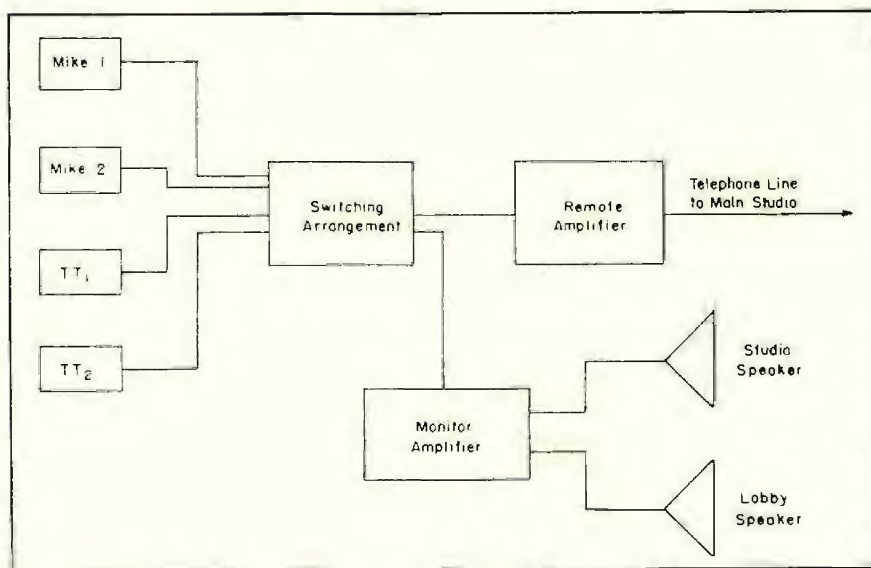 Mike 1
Mike 2
TT1
TT2
Switching
Arrangement
Remote
Amplifier
Telephone Line
to Main Studio
Monitor
Amplifier
Studio
Speaker
Lobby
Speaker